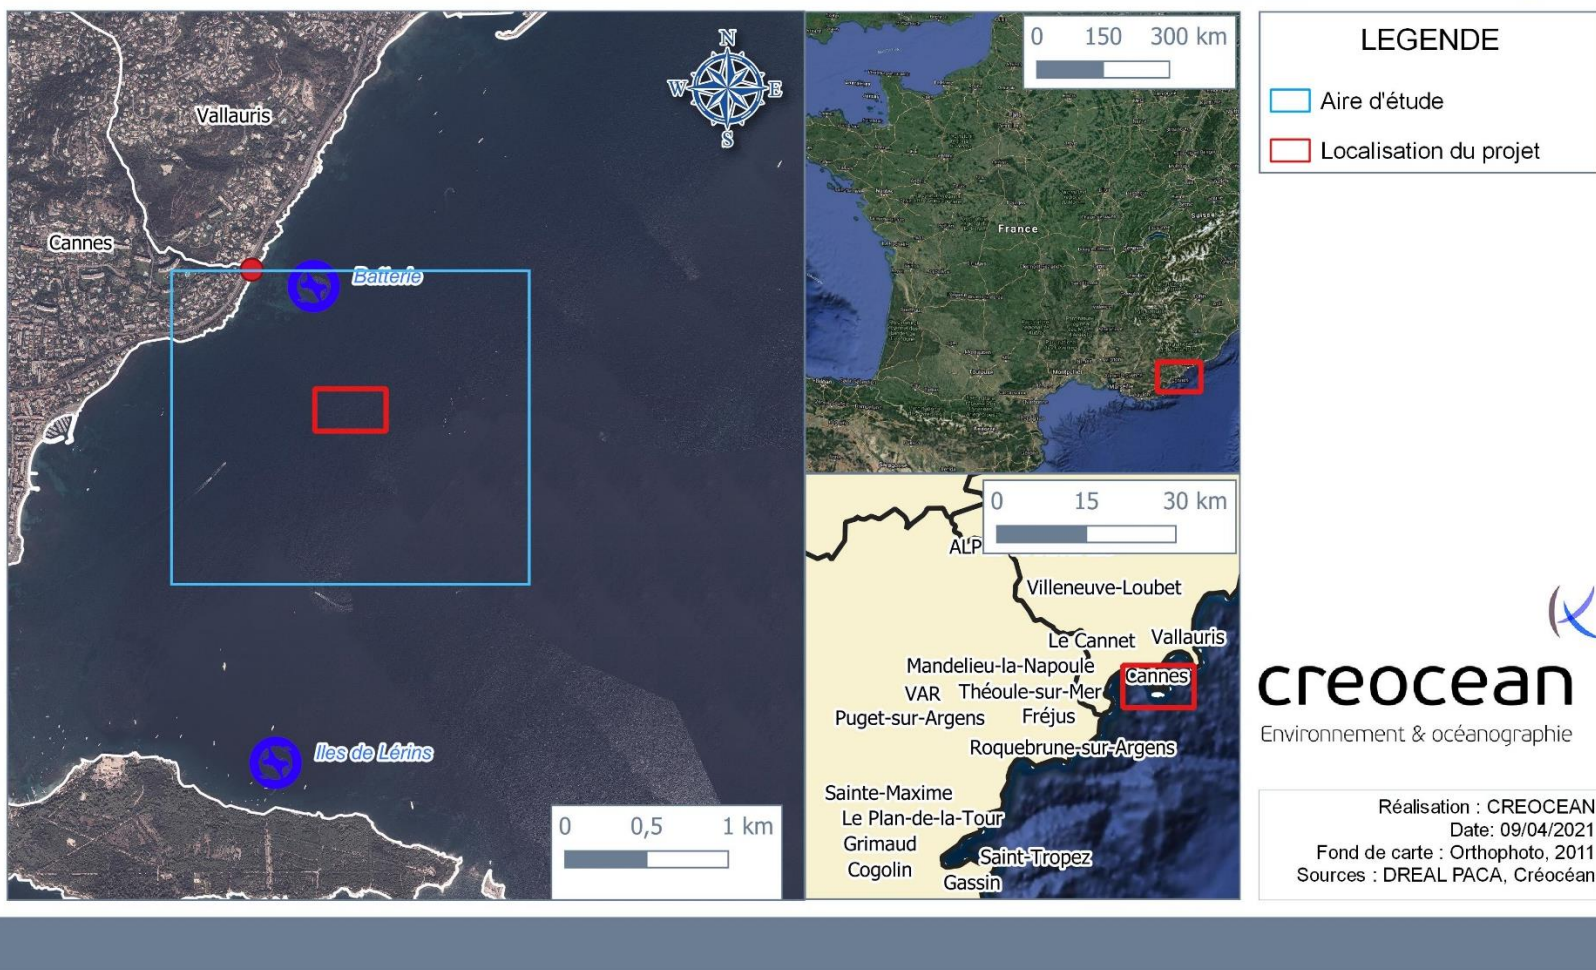 N
W
E
S
Vallauris
Cannes
Batterie
Iles de Lérins
0 0,5 1 km
0 150 300 km
France
0 15 30 km
ALP
Villeneuve-Loubet
Le Cannet
Vallauris
Mandelieu-la-Napoule
Cannes
VAR
Théoule-sur-Mer
Puget-sur-Argens
Fréjus
Roquebrune-sur-Argens
Sainte-Maxime
Le Plan-de-la-Tour
Grimaud
Saint-Tropez
Cogolin
Gassin
LEGENDE
Aire d'étude
Localisation du projet
creocean
Environnement & océanographie
Réalisation : CREOCEAN
Date: 09/04/2021
Fond de carte : Orthophoto, 2011
Sources : DREAL PACA, Créocéan